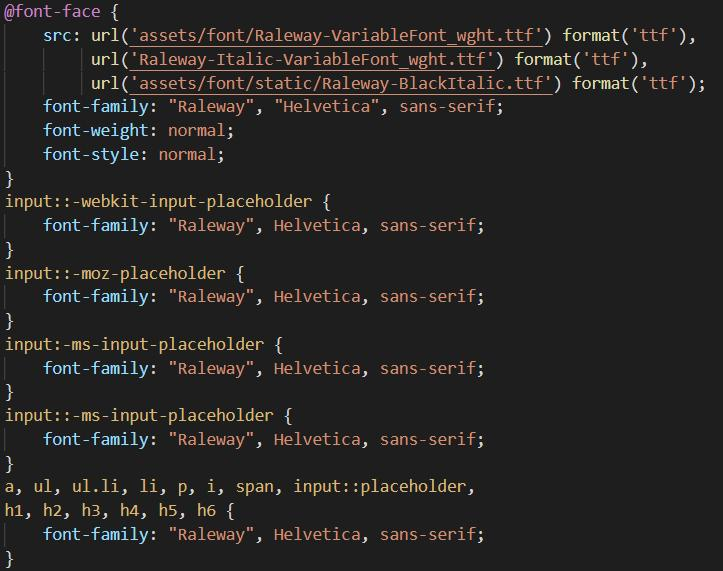 @font-face {
src: url('assets/font/Raleway-VariableFont_wght.ttf') format('ttf'),
url('Raleway-Italic-VariableFont_wght.ttf') format('ttf'),
url('assets/font/static/Raleway-BlackItalic.ttf') format('ttf');
font-family: "Raleway", "Helvetica", sans-serif;
font-weight: normal;
font-style: normal;
}
input::-webkit-input-placeholder {
font-family: "Raleway", Helvetica, sans-serif;
}
input::-moz-placeholder {
font-family: "Raleway", Helvetica, sans-serif;
}
input:-ms-input-placeholder {
font-family: "Raleway", Helvetica, sans-serif;
}
input::-ms-input-placeholder {
font-family: "Raleway", Helvetica, sans-serif;
}
a, ul, ul.li, li, p, i, span, input::placeholder,
h1, h2, h3, h4, h5, h6 {
font-family: "Raleway", Helvetica, sans-serif;
}